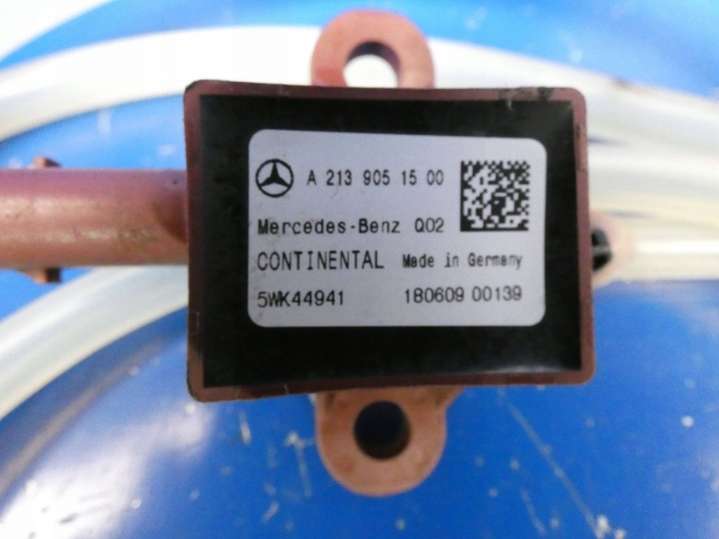 A 213 905 15 00
Mercedes-Benz Q02
CONTINENTAL Made in Germany
5WK44941 180609 00139